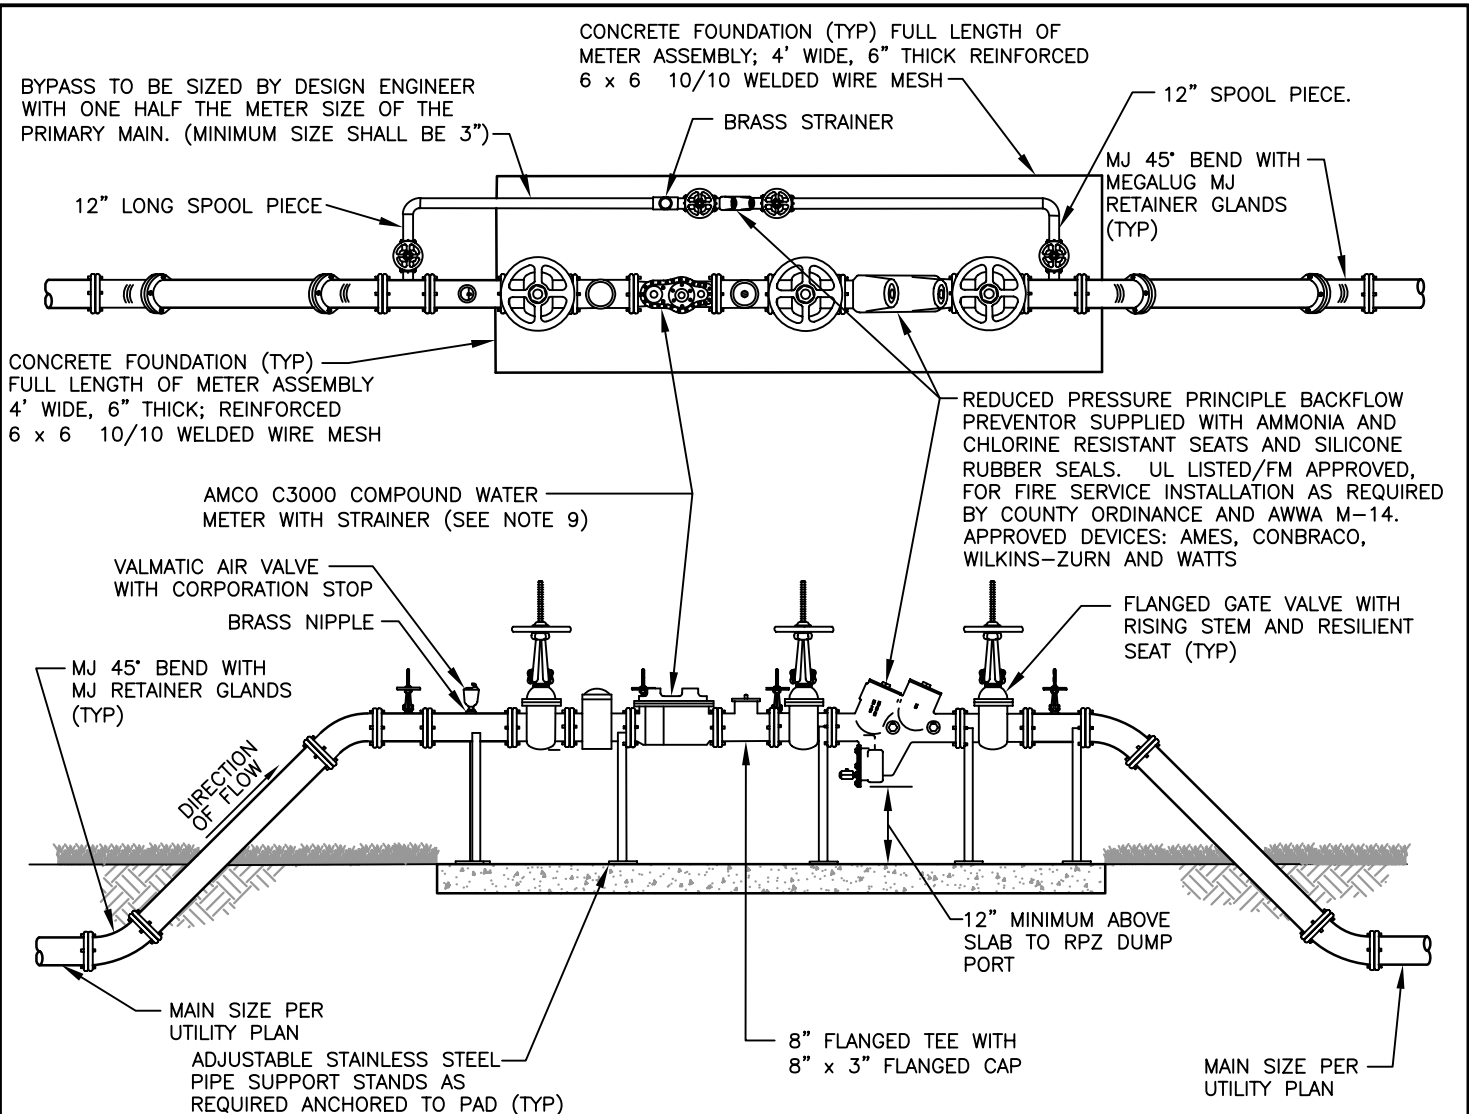 CONCRETE FOUNDATION (TYP) FULL LENGTH OF
METER ASSEMBLY; 4' WIDE, 6" THICK REINFORCED
6 x 6 10/10 WELDED WIRE MESH
BYPASS TO BE SIZED BY DESIGN ENGINEER
WITH ONE HALF THE METER SIZE OF THE
PRIMARY MAIN. (MINIMUM SIZE SHALL BE 3")
12" SPOOL PIECE.
BRASS STRAINER
MJ 45° BEND WITH
MEGALUG MJ
RETAINER GLANDS
(TYP)
12" LONG SPOOL PIECE
CONCRETE FOUNDATION (TYP)
FULL LENGTH OF METER ASSEMBLY
4' WIDE, 6" THICK; REINFORCED
6 x 6 10/10 WELDED WIRE MESH
REDUCED PRESSURE PRINCIPLE BACKFLOW
PREVENTOR SUPPLIED WITH AMMONIA AND
CHLORINE RESISTANT SEATS AND SILICONE
RUBBER SEALS. UL LISTED/FM APPROVED,
FOR FIRE SERVICE INSTALLATION AS REQUIRED
BY COUNTY ORDINANCE AND AWWA M-14.
APPROVED DEVICES: AMES, CONBRACO,
WILKINS-ZURN AND WATTS
AMCO C3000 COMPOUND WATER
METER WITH STRAINER (SEE NOTE 9)
VALMATIC AIR VALVE
WITH CORPORATION STOP
BRASS NIPPLE
FLANGED GATE VALVE WITH
RISING STEM AND RESILIENT
SEAT (TYP)
MJ 45° BEND WITH
MJ RETAINER GLANDS
(TYP)
DIRECTION
OF FLOW
12" MINIMUM ABOVE
SLAB TO RPZ DUMP
PORT
MAIN SIZE PER
UTILITY PLAN
ADJUSTABLE STAINLESS STEEL
PIPE SUPPORT STANDS AS
REQUIRED ANCHORED TO PAD (TYP)
8" FLANGED TEE WITH
8" x 3" FLANGED CAP
MAIN SIZE PER
UTILITY PLAN